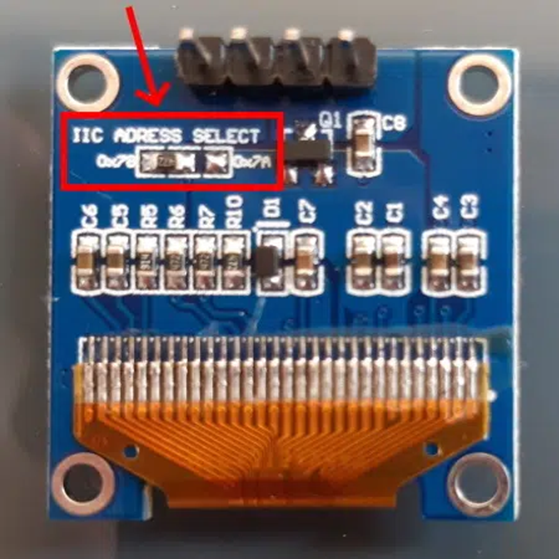 IIC ADRESS SELECT
0x78 0x7A
Q1 C8
C6 C5 R5 R6 R7 R10 D1 C7 C2 C1 C4 C3